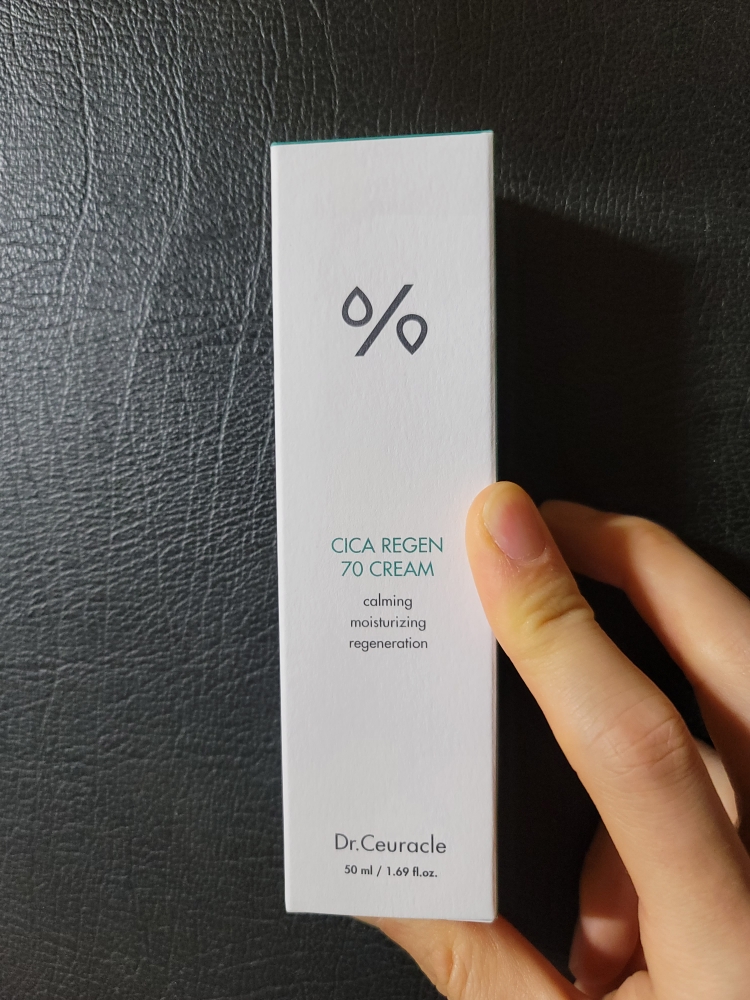 %
CICA REGEN
70 CREAM
calming
moisturizing
regeneration
Dr.Ceuracle
50 ml / 1.69 fl.oz.